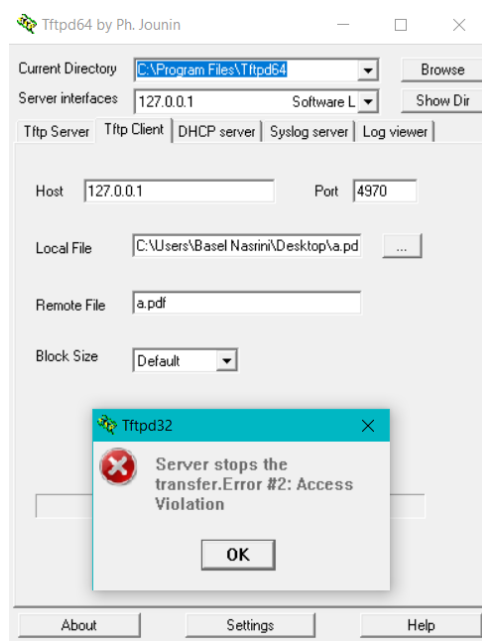 Tftpd64 by Ph. Jounin
Current Directory C:\Program Files\Tftpd64 Browse
Server interfaces 127.0.0.1 Software L Show Dir
Tftp Server Tftp Client DHCP server Syslog server Log viewer
Host 127.0.0.1 Port 4970
Local File C:\Users\Basel Nasrini\Desktop\a.pd ...
Remote File a.pdf
Block Size Default
Tftpd32
Server stops the
transfer.Error #2: Access
Violation
OK
About Settings Help